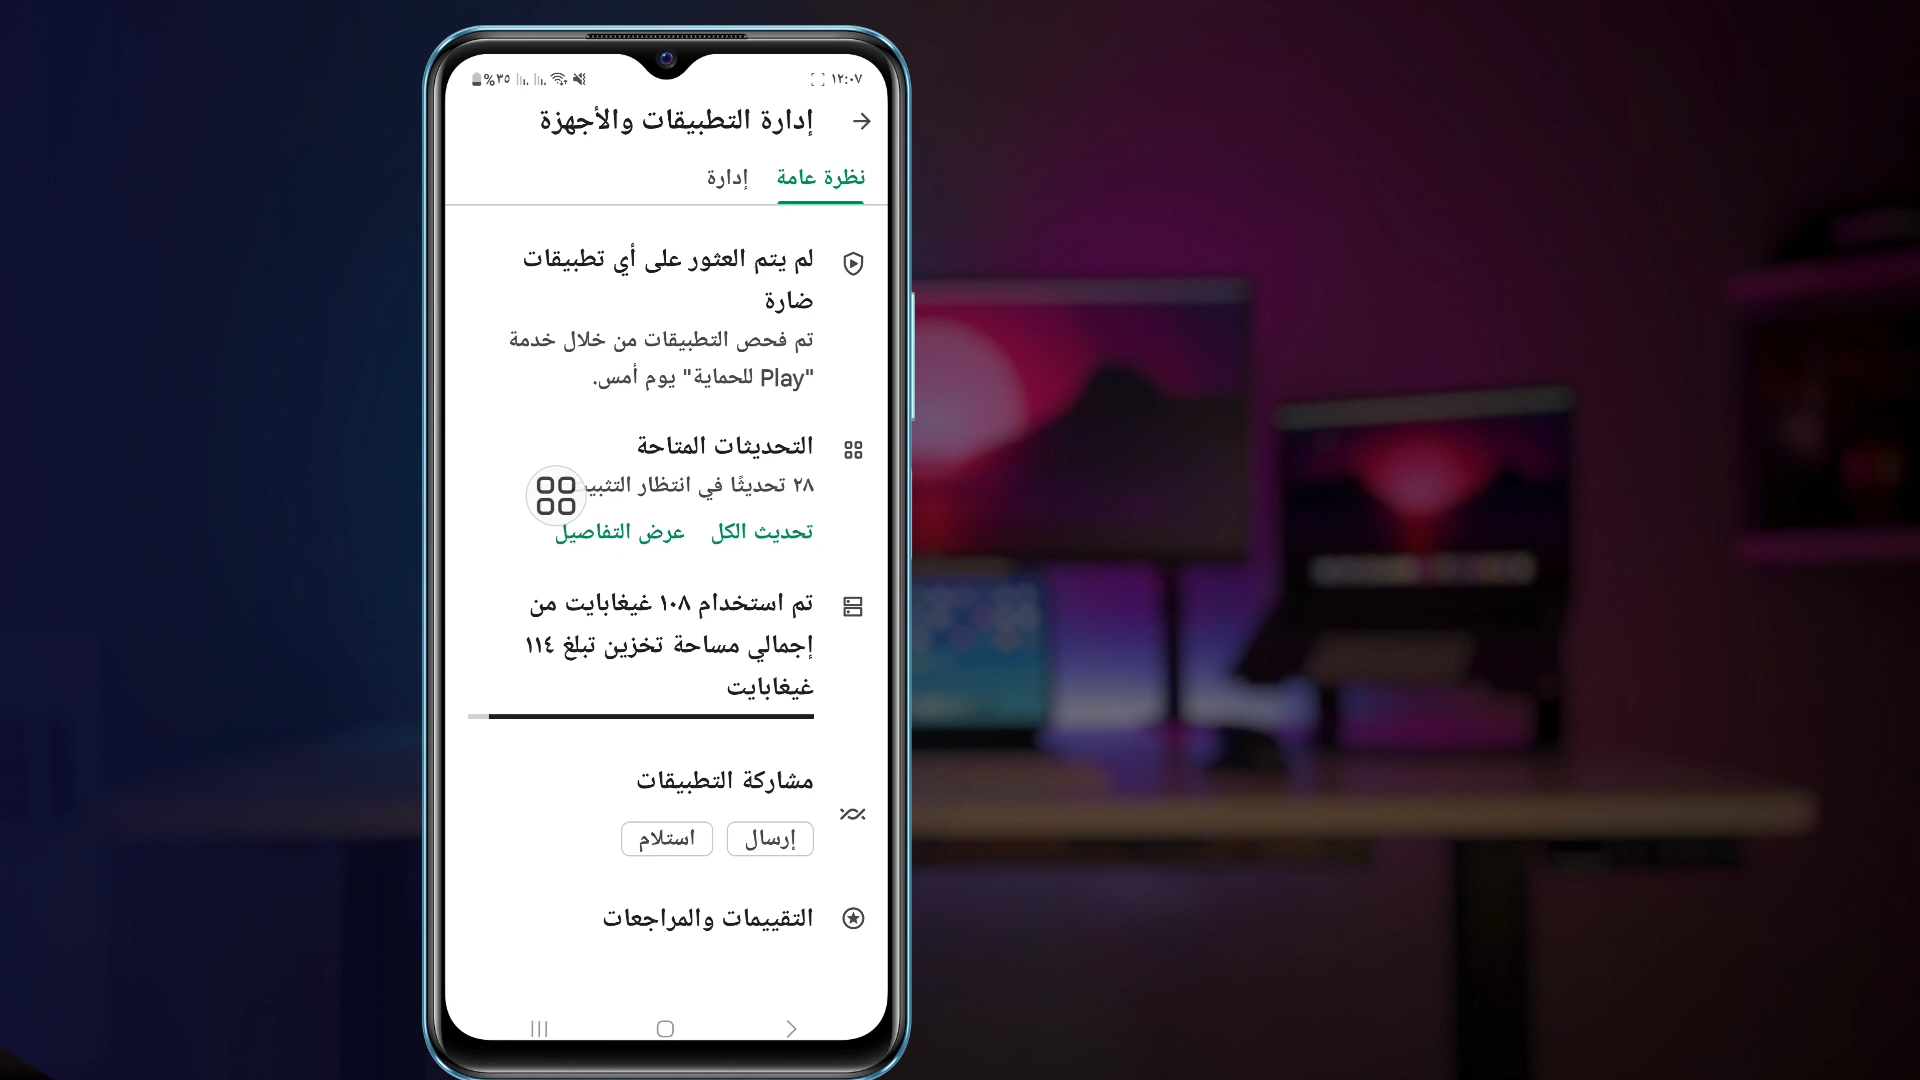 ١٢:٠٧ %٣٥
إدارة التطبيقات والأجهزة
نظرة عامة إدارة
لم يتم العثور على أي تطبيقات
ضارة
تم فحص التطبيقات من خلال خدمة
"Play للحماية" يوم أمس.
التحديثات المتاحة
٢٨ تحديثًا في انتظار
تحديث الكل عرض التفاصيل
تم استخدام ١٠٨ غيغابايت من
إجمالي مساحة تخزين تبلغ ١١٤
غيغابايت
مشاركة التطبيقات
إرسال استلام
التقييمات والمراجعات